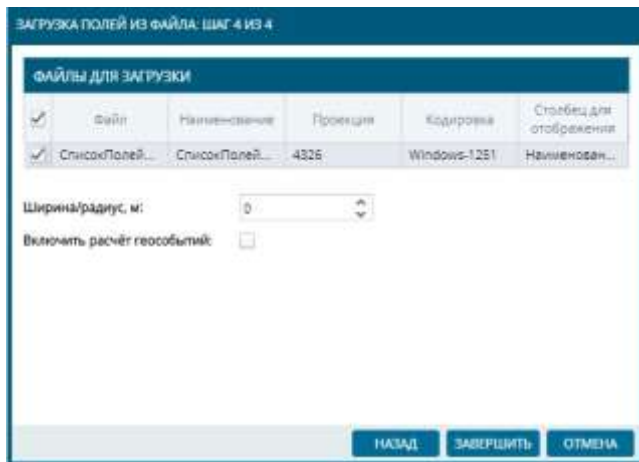 ЗАГРУЗКА ПОЛЕЙ ИЗ ФАЙЛА: ШАГ 4 ИЗ 4
ФАЙЛЫ ДЛЯ ЗАГРУЗКИ
Файл Наименование Проекция Кодировка Столбец для отображения
СписокПолей... СписокПолей... 4326 Windows-1251 Наименован...
Ширина/радиус, м: 0
Включить расчёт геособытий:
НАЗАД ЗАВЕРШИТЬ ОТМЕНА